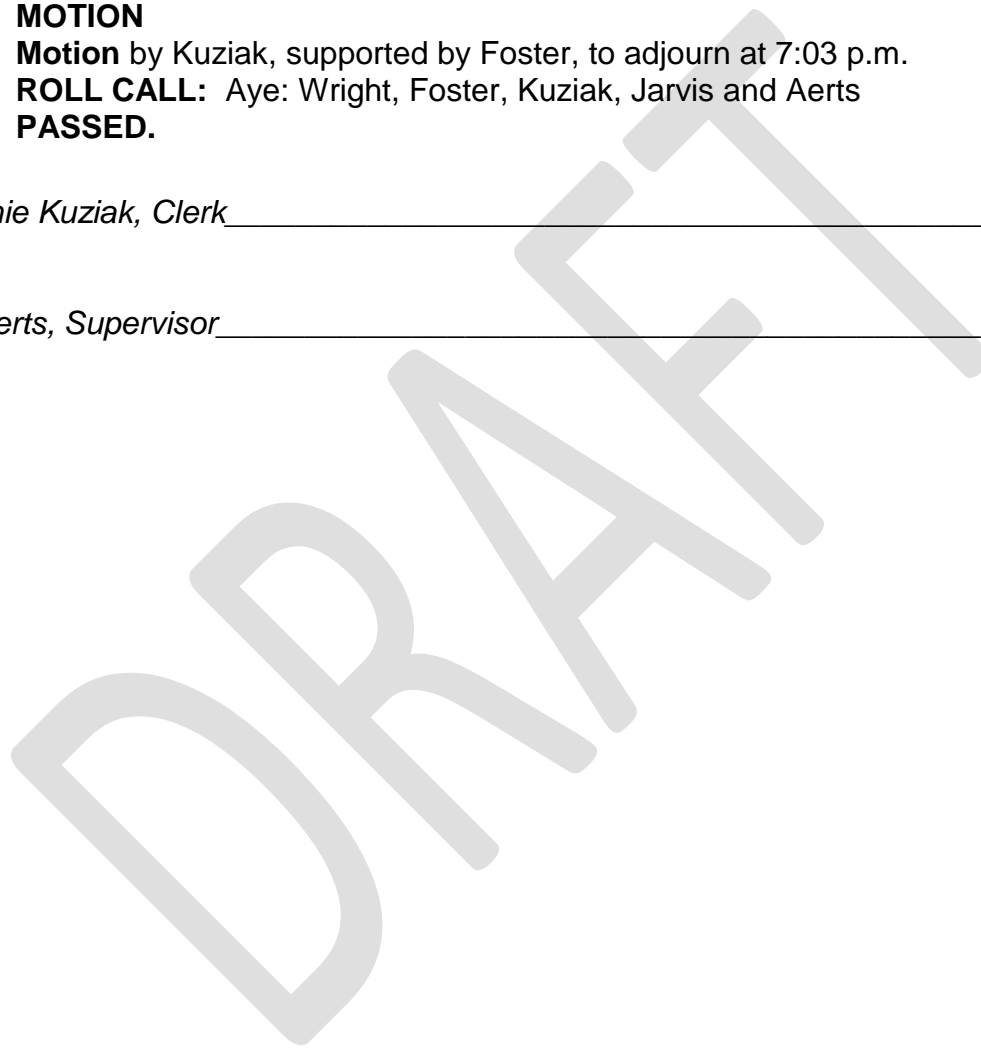 MOTION
Motion by Kuziak, supported by Foster, to adjourn at 7:03 p.m.
ROLL CALL: Aye: Wright, Foster, Kuziak, Jarvis and Aerts
PASSED.
Kuziak, Clerk
Supervisor
DRAFT